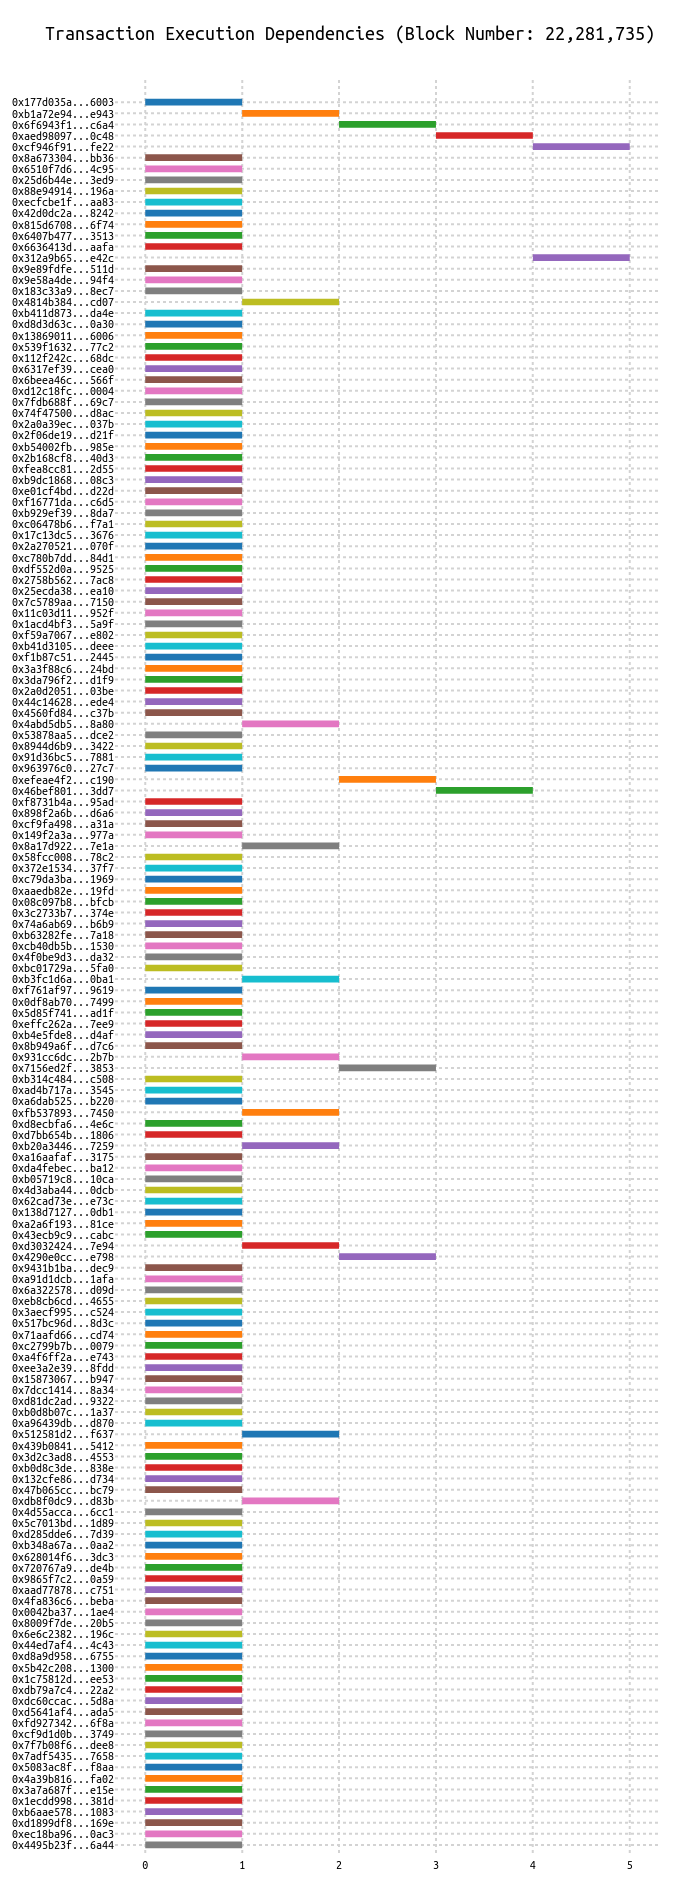 Transaction Execution Dependencies (Block Number: 22,281,735)
0x177d035a...6003
0xb1a72e94...e943
0x6f6943f1...c6a4
0xaed98097...0c48
0xcf946f91...fe22
0x8a673304...bb36
0x6510f7d6...4c95
0x25d6b44e...3ed9
0x88e94914...196a
0xecfcbe1f...aa83
0x42d0dc2a...8242
0x815d6708...6f74
0x6407b477...3513
0x6636413d...aafa
0x312a9b65...e42c
0x9e89fdfe...511d
0x9e58a4de...94f4
0x183c33a9...8ec7
0x4814b384...cd07
0xb411d873...da4e
0xd8d3d63c...0a30
0x13869011...6006
0x539f1632...77c2
0x112f242c...68dc
0x6317ef39...cea0
0x6beea46c...566f
0xd12c18fc...0004
0x7fdb688f...69c7
0x74f47500...d8ac
0x2a0a39ec...037b
0x2f06de19...d21f
0xb54002fb...985e
0x2b168cf8...40d3
0xfea8cc81...2d55
0xb9dc1868...08c3
0xe01cf4bd...d22d
0xf16771da...c6d5
0xb929ef39...8da7
0xc06478b6...f7a1
0x17c13dc5...3676
0x2a270521...070f
0xc780b7dd...84d1
0xdf552d0a...9525
0x2758b562...7ac8
0x25ecda38...ea10
0x7c5789aa...7150
0x11c03d11...952f
0x1acd4bf3...5a9f
0xf59a7067...e802
0xb41d3105...deee
0xf1b87c51...2445
0x3a3f88c6...24bd
0x3da796f2...d1f9
0x2a0d2051...03be
0x44c14628...ede4
0x4560fd84...c37b
0x4abd5db5...8a80
0x53878aa5...dce2
0x8944d6b9...3422
0x91d36bc5...7881
0x963976c0...27c7
0xefeae4f2...c190
0x46bef801...3dd7
0xf8731b4a...95ad
0x898f2a6b...d6a6
0xcf9fa498...a31a
0x149f2a3a...977a
0x8a17d922...7e1a
0x58fcc008...78c2
0x372e1534...37f7
0xc79da3ba...1969
0xaaedb82e...19fd
0x08c097b8...bfcb
0x3c2733b7...374e
0x74a6ab69...b6b9
0xb63282fe...7a18
0xcb40db5b...1530
0x4f0be9d3...da32
0xbc01729a...5fa0
0xb3fc1d6a...0ba1
0xf761af97...9619
0x0df8ab70...7499
0x5d85f741...ad1f
0xeffc262a...7ee9
0xb4e5fde8...d4af
0x8b949a6f...d7c6
0x931cc6dc...2b7b
0x7156ed2f...3853
0xb314c484...c508
0xad4b717a...3545
0xa6dab525...b220
0xfb537893...7450
0xd8ecbfa6...4e6c
0xd7bb654b...1806
0xb20a3446...7259
0xa16aafaf...3175
0xda4febec...ba12
0xb05719c8...10ca
0x4d3aba44...0dcb
0x62cad73e...e73c
0x138d7127...0db1
0xa2a6f193...81ce
0x43ecb9c9...cabc
0xd3032424...7e94
0x4290e0cc...e798
0x9431b1ba...dec9
0xa91d1dcb...1afa
0x6a322578...d09d
0xeb8cb6cd...4655
0x3aecf995...c524
0x517bc96d...8d3c
0x71aafd66...cd74
0xc2799b7b...0079
0xa4f6ff2a...e743
0xee3a2e39...8fdd
0x15873067...b947
0x7dcc1414...8a34
0xd81dc2ad...9322
0xb0d8b07c...1a37
0xa96439db...d870
0x512581d2...f637
0x439b0841...5412
0x3d2c3ad8...4553
0xb0d8c3de...838e
0x132cfe86...d734
0x47b065cc...bc79
0xdb8f0dc9...d83b
0x4d55acca...6cc1
0x5c7013bd...1d89
0xd285dde6...7d39
0xb348a67a...0aa2
0x628014f6...3dc3
0x720767a9...de4b
0x9865f7c2...0a59
0xaad77878...c751
0x4fa836c6...beba
0x0042ba37...1ae4
0x8009f7de...20b5
0x6e6c2382...196c
0x44ed7af4...4c43
0xd8a9d958...6755
0x5b42c208...1300
0x1c75812d...ee53
0xdb79a7c4...22a2
0xdc60ccac...5d8a
0xd5641af4...ada5
0xfd927342...6f8a
0xcf9d1d0b...3749
0x7f7b08f6...dee8
0x7adf5435...7658
0x5083ac8f...f8aa
0x4a39b816...fa02
0x3a7a687f...e15e
0x1ecdd998...381d
0xb6aae578...1083
0xd1899df8...169e
0xec18ba96...0ac3
0x4495b23f...6a44
0 1 2 3 4 5